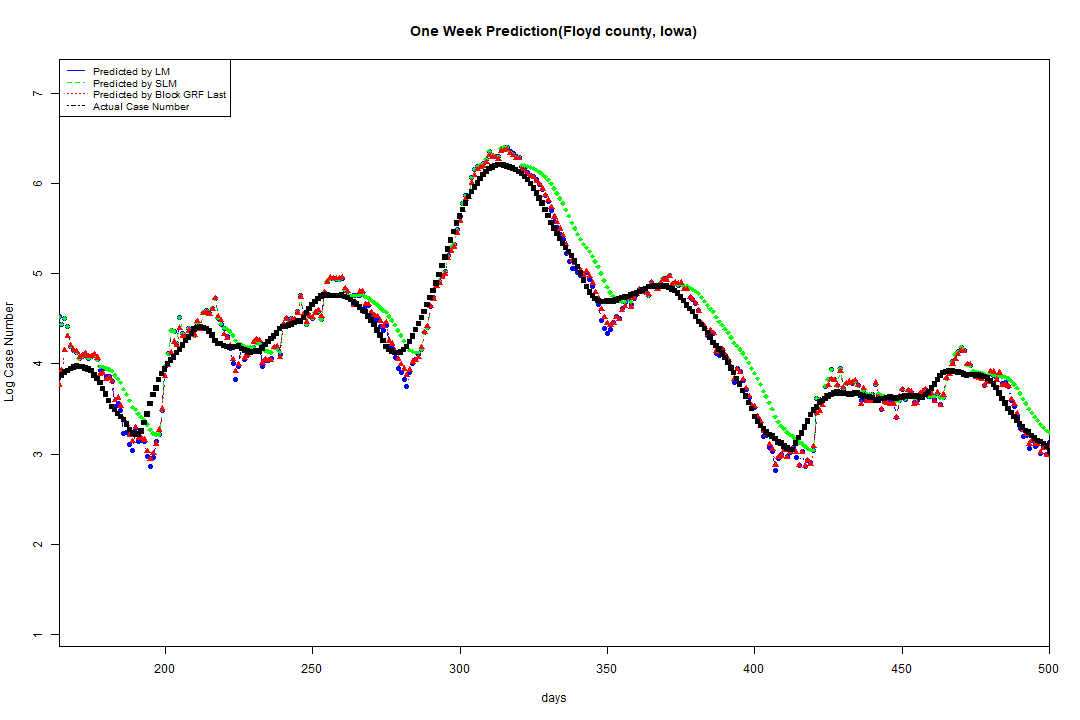 One Week Prediction(Floyd county, Iowa)
Predicted by LM
Predicted by SLM
Predicted by Block GRF Last
Actual Case Number
Log Case Number
7
6
5
4
3
2
1
200 250 300 350 400 450 500
days